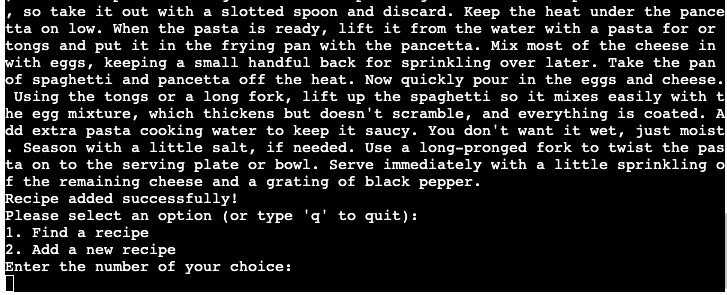 , so take it out with a slotted spoon and discard. Keep the heat under the pance
tta on low. When the pasta is ready, lift it from the water with a pasta for or
tongs and put it in the frying pan with the pancetta. Mix most of the cheese in
with eggs, keeping a small handful back for sprinkling over later. Take the pan
of spaghetti and pancetta off the heat. Now quickly pour in the eggs and cheese.
 Using the tongs or a long fork, lift up the spaghetti so it mixes easily with t
he egg mixture, which thickens but doesn't scramble, and everything is coated. A
dd extra pasta cooking water to keep it saucy. You don't want it wet, just moist
. Season with a little salt, if needed. Use a long-pronged fork to twist the pas
ta on to the serving plate or bowl. Serve immediately with a little sprinkling o
f the remaining cheese and a grating of black pepper.
Recipe added successfully!
Please select an option (or type 'q' to quit):
1. Find a recipe
2. Add a new recipe
Enter the number of your choice: